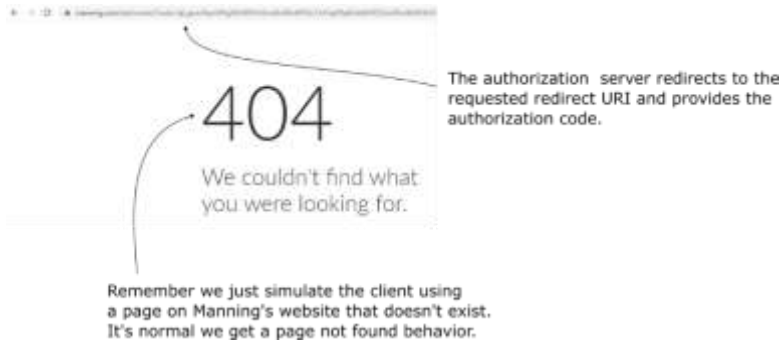 The authorization server redirects to the
requested redirect URI and provides the
authorization code.
404
We couldn't find what
you were looking for.
Remember we just simulate the client using
a page on Manning's website that doesn't exist.
It's normal we get a page not found behavior.